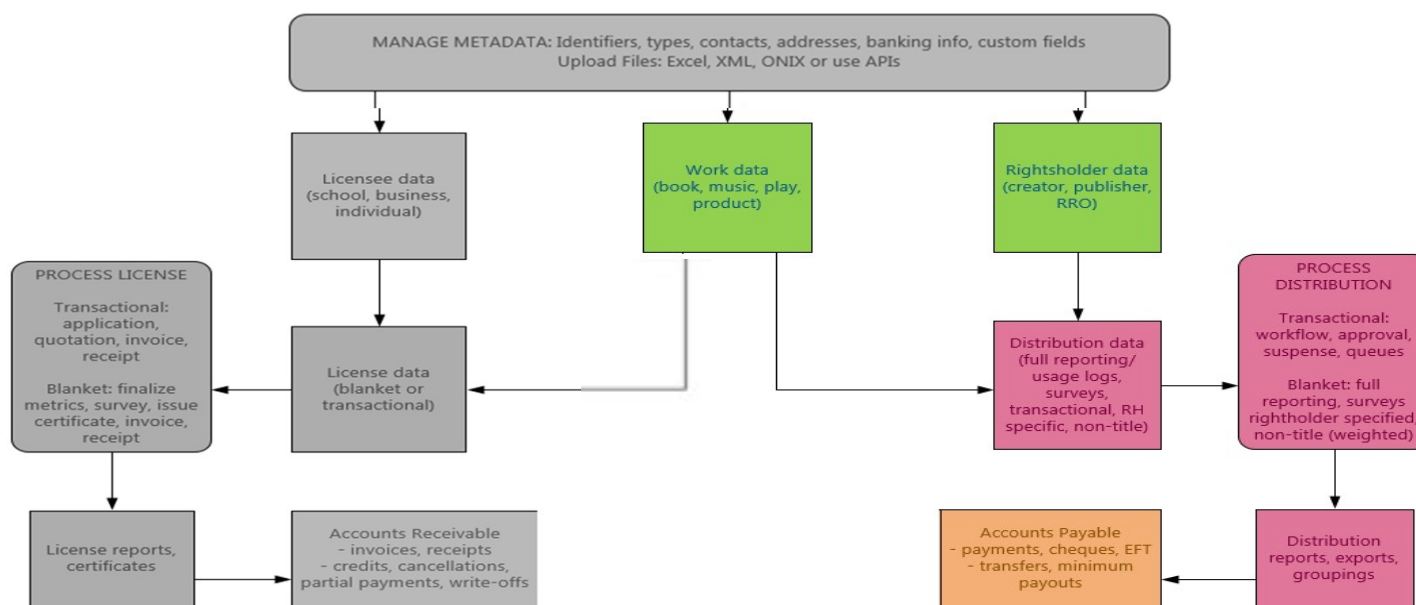 MANAGE METADATA: Identifiers, types, contacts, addresses, banking info, custom fields
Upload Files: Excel, XML, ONIX or use APIs
Licensee data
(school, business,
individual)
Work data
(book, music, play,
product)
Rightsholder data
(creator, publisher,
RRO)
PROCESS LICENSE
Transactional:
application,
quotation, invoice,
receipt
Blanket: finalize
metrics, survey, issue
certificate, invoice,
receipt
License data
(blanket or
transactional)
Distribution data
(full reporting/
usage logs,
surveys,
transactional, RH
specific, non-title)
PROCESS
DISTRIBUTION
Transactional:
workflow, approval,
suspense, queues
Blanket: full
reporting, surveys
rightholder specified,
non-title (weighted)
License reports,
certificates
Accounts Receivable
- invoices, receipts
- credits, cancellations,
partial payments, write-offs
Accounts Payable
- payments, cheques, EFT
- transfers, minimum
payouts
Distribution
reports, exports,
groupings